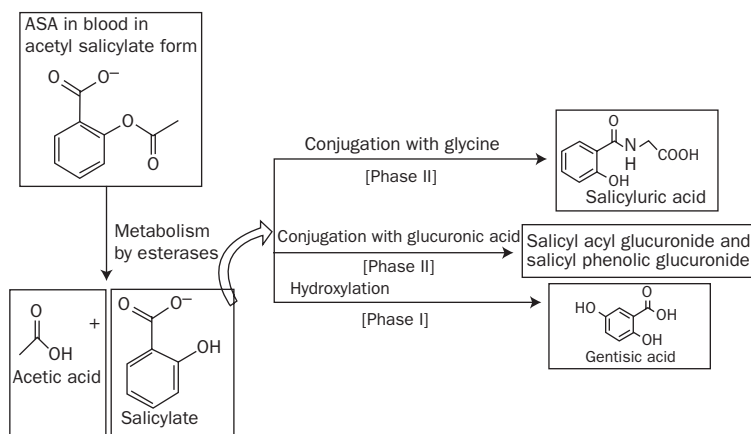 ASA in blood in
acetyl salicylate form
O
O–
O
O
Metabolism
by esterases
O
OH
Acetic acid
+
O
O–
OH
Salicylate
Conjugation with glycine
[Phase II]
O
N
H
COOH
OH
Salicyluric acid
Conjugation with glucuronic acid
[Phase II]
Salicyl acyl glucuronide and
salicyl phenolic glucuronide
Hydroxylation
[Phase I]
HO
O
OH
OH
Gentisic acid